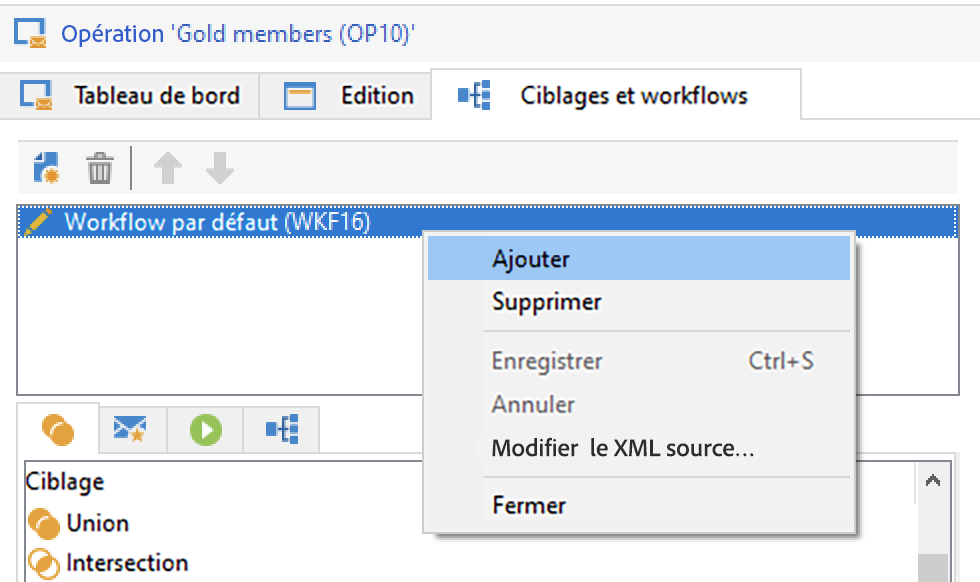 Opération 'Gold members (OP10)'
Tableau de bord
Edition
Ciblages et workflows
Workflow par défaut (WKF16)
Ajouter
Supprimer
Enregistrer Ctrl+S
Annuler
Modifier le XML source...
Fermer
Ciblage
Union
Intersection